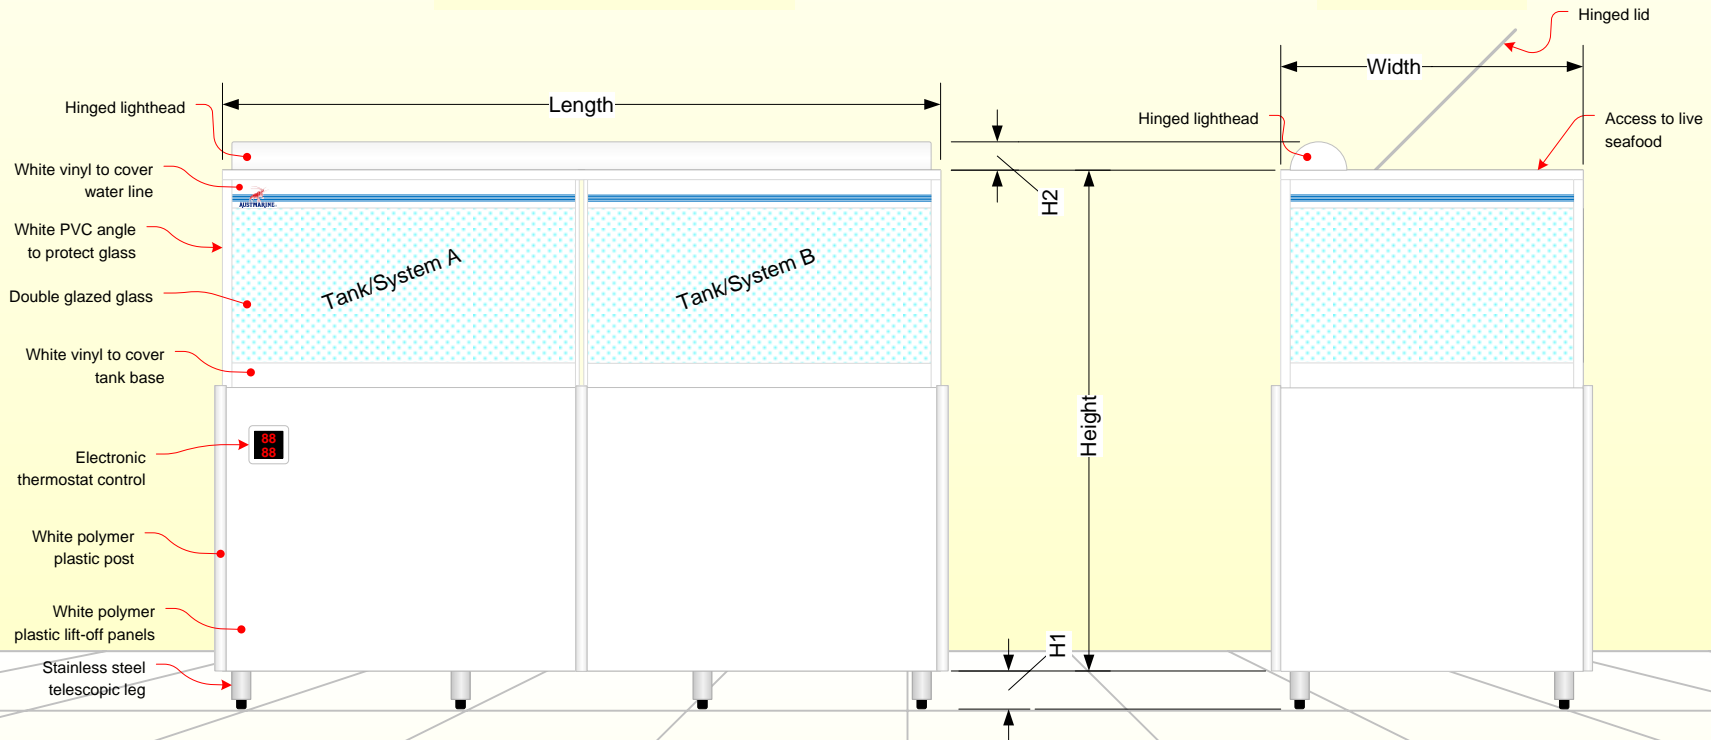 Hinged lid
Width
Length
Hinged lighthead
Hinged lighthead
Access to live
seafood
White vinyl to cover
water line
AUSTMARINE
H2
White PVC angle
to protect glass
Tank/System A
Tank/System B
Double glazed glass
White vinyl to cover
tank base
Height
88
88
Electronic
thermostat control
White polymer
plastic post
White polymer
plastic lift-off panels
H1
Stainless steel
telescopic leg